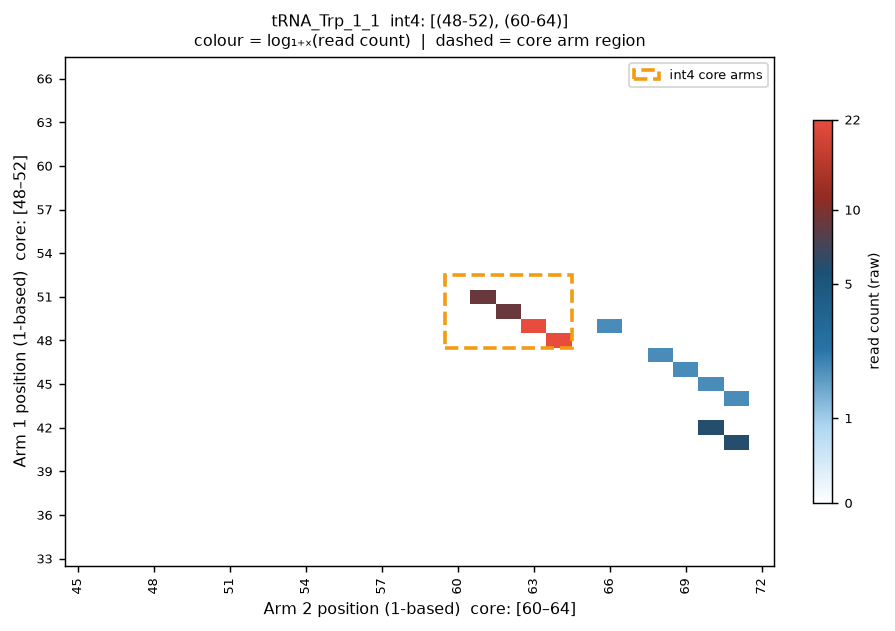 tRNA_Trp_1_1 int4: [(48-52), (60-64)]
colour = log₁₊ₓ(read count) | dashed = core arm region
int4 core arms
Arm 1 position (1-based) core: [48–52]
66
63
60
57
54
51
48
45
42
39
36
33
45 48 51 54 57 60 63 66 69 72
Arm 2 position (1-based) core: [60–64]
22
10
5
1
0
read count (raw)